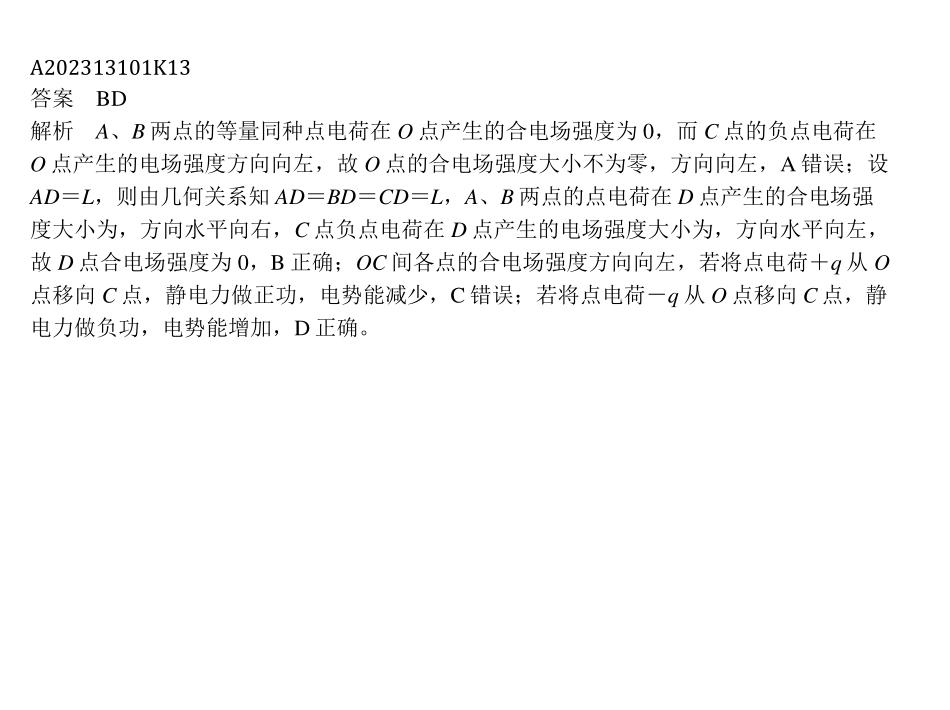 A202313101K13
答案　BD
解析　A、B 两点的等量同种点电荷在 O 点产生的合电场强度为 0，而 C 点的负点电荷在
O 点产生的电场强度方向向左，故 O 点的合电场强度大小不为零，方向向左，A 错误；设
AD＝L，则由几何关系知 AD＝BD＝CD＝L，A、B 两点的点电荷在 D 点产生的合电场强
度大小为，方向水平向右，C 点负点电荷在 D 点产生的电场强度大小为，方向水平向左，
故 D 点合电场强度为 0，B 正确；OC 间各点的合电场强度方向向左，若将点电荷＋q 从 O
点移向 C 点，静电力做正功，电势能减少，C 错误；若将点电荷－q 从 O 点移向 C 点，静
电力做负功，电势能增加，D 正确。